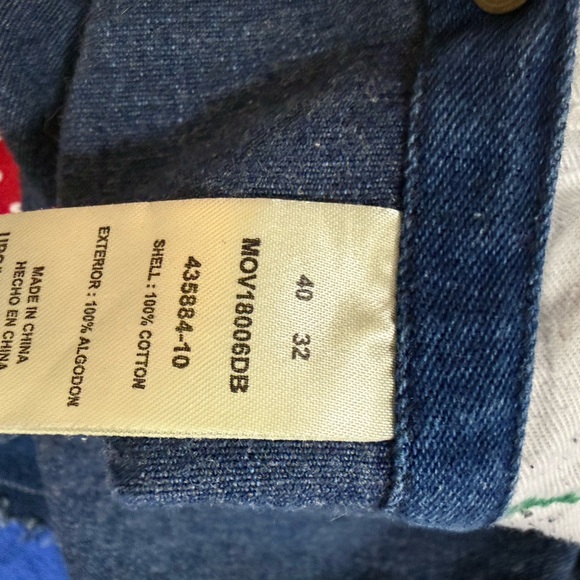 40 32
MOV18006DB
435884-10
SHELL : 100% COTTON
EXTERIOR : 100% ALGODON
MADE IN CHINA
HECHO EN CHINA